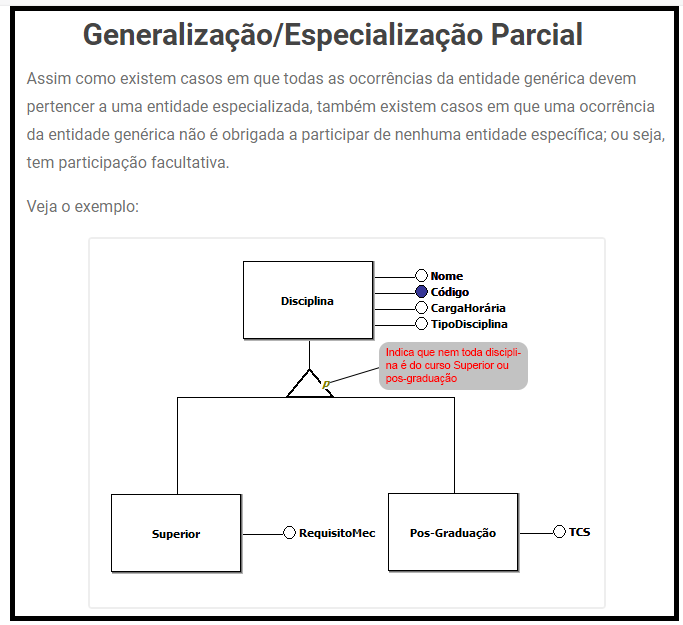 Generalização/Especialização Parcial
Assim como existem casos em que todas as ocorrências da entidade genérica devem
pertencer a uma entidade especializada, também existem casos em que uma ocorrência
da entidade genérica não é obrigada a participar de nenhuma entidade específica; ou seja,
tem participação facultativa.
Veja o exemplo:
Disciplina
Nome
Código
CargaHorária
TipoDisciplina
Indica que nem toda discipli-
na é do curso Superior ou
pos-graduação
p
Superior
RequisitoMec
Pos-Graduação
TCS